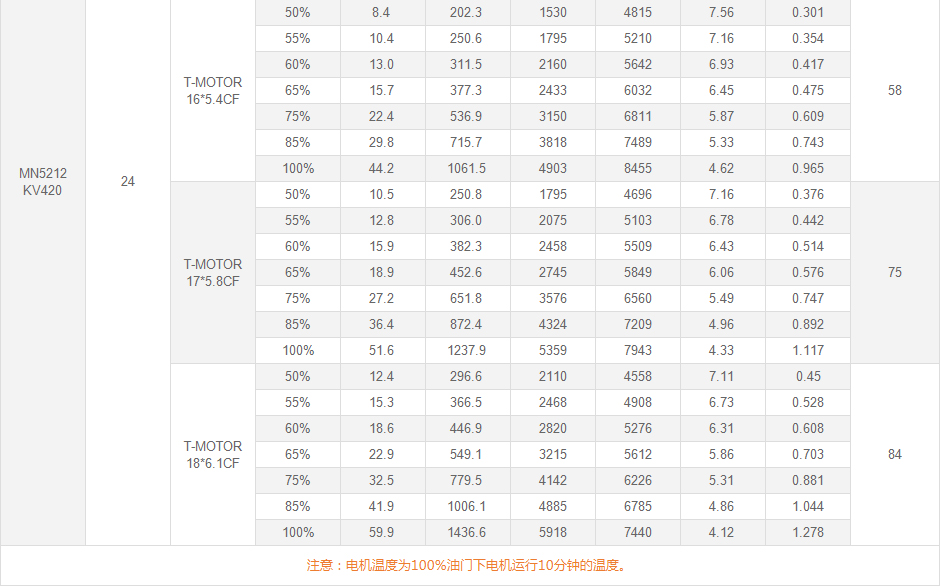 50% 8.4 202.3 1530 4815 7.56 0.301
55% 10.4 250.6 1795 5210 7.16 0.354
60% 13.0 311.5 2160 5642 6.93 0.417
T-MOTOR
16*5.4CF
65% 15.7 377.3 2433 6032 6.45 0.475 58
75% 22.4 536.9 3150 6811 5.87 0.609
85% 29.8 715.7 3818 7489 5.33 0.743
100% 44.2 1061.5 4903 8455 4.62 0.965
MN5212
KV420
24
50% 10.5 250.8 1795 4696 7.16 0.376
55% 12.8 306.0 2075 5103 6.78 0.442
60% 15.9 382.3 2458 5509 6.43 0.514
T-MOTOR
17*5.8CF
65% 18.9 452.6 2745 5849 6.06 0.576 75
75% 27.2 651.8 3576 6560 5.49 0.747
85% 36.4 872.4 4324 7209 4.96 0.892
100% 51.6 1237.9 5359 7943 4.33 1.117
50% 12.4 296.6 2110 4558 7.11 0.45
55% 15.3 366.5 2468 4908 6.73 0.528
60% 18.6 446.9 2820 5276 6.31 0.608
T-MOTOR
18*6.1CF
65% 22.9 549.1 3215 5612 5.86 0.703 84
75% 32.5 779.5 4142 6226 5.31 0.881
85% 41.9 1006.1 4885 6785 4.86 1.044
100% 59.9 1436.6 5918 7440 4.12 1.278
注意：电机温度为100%油门下电机运行10分钟的温度。